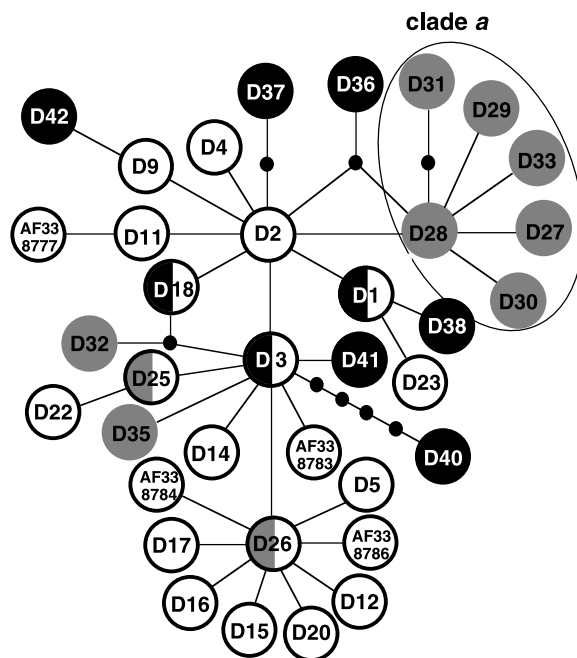 clade a
D37
D36
D31
D29
D42
D4
D33
D9
AF33
8777
D11
D2
D28
D27
D18
D1
D30
D38
D32
D3
D41
D25
D23
D22
D35
D14
AF33
8783
D40
AF33
8784
D5
D17
D26
AF33
8786
D16
D12
D15
D20